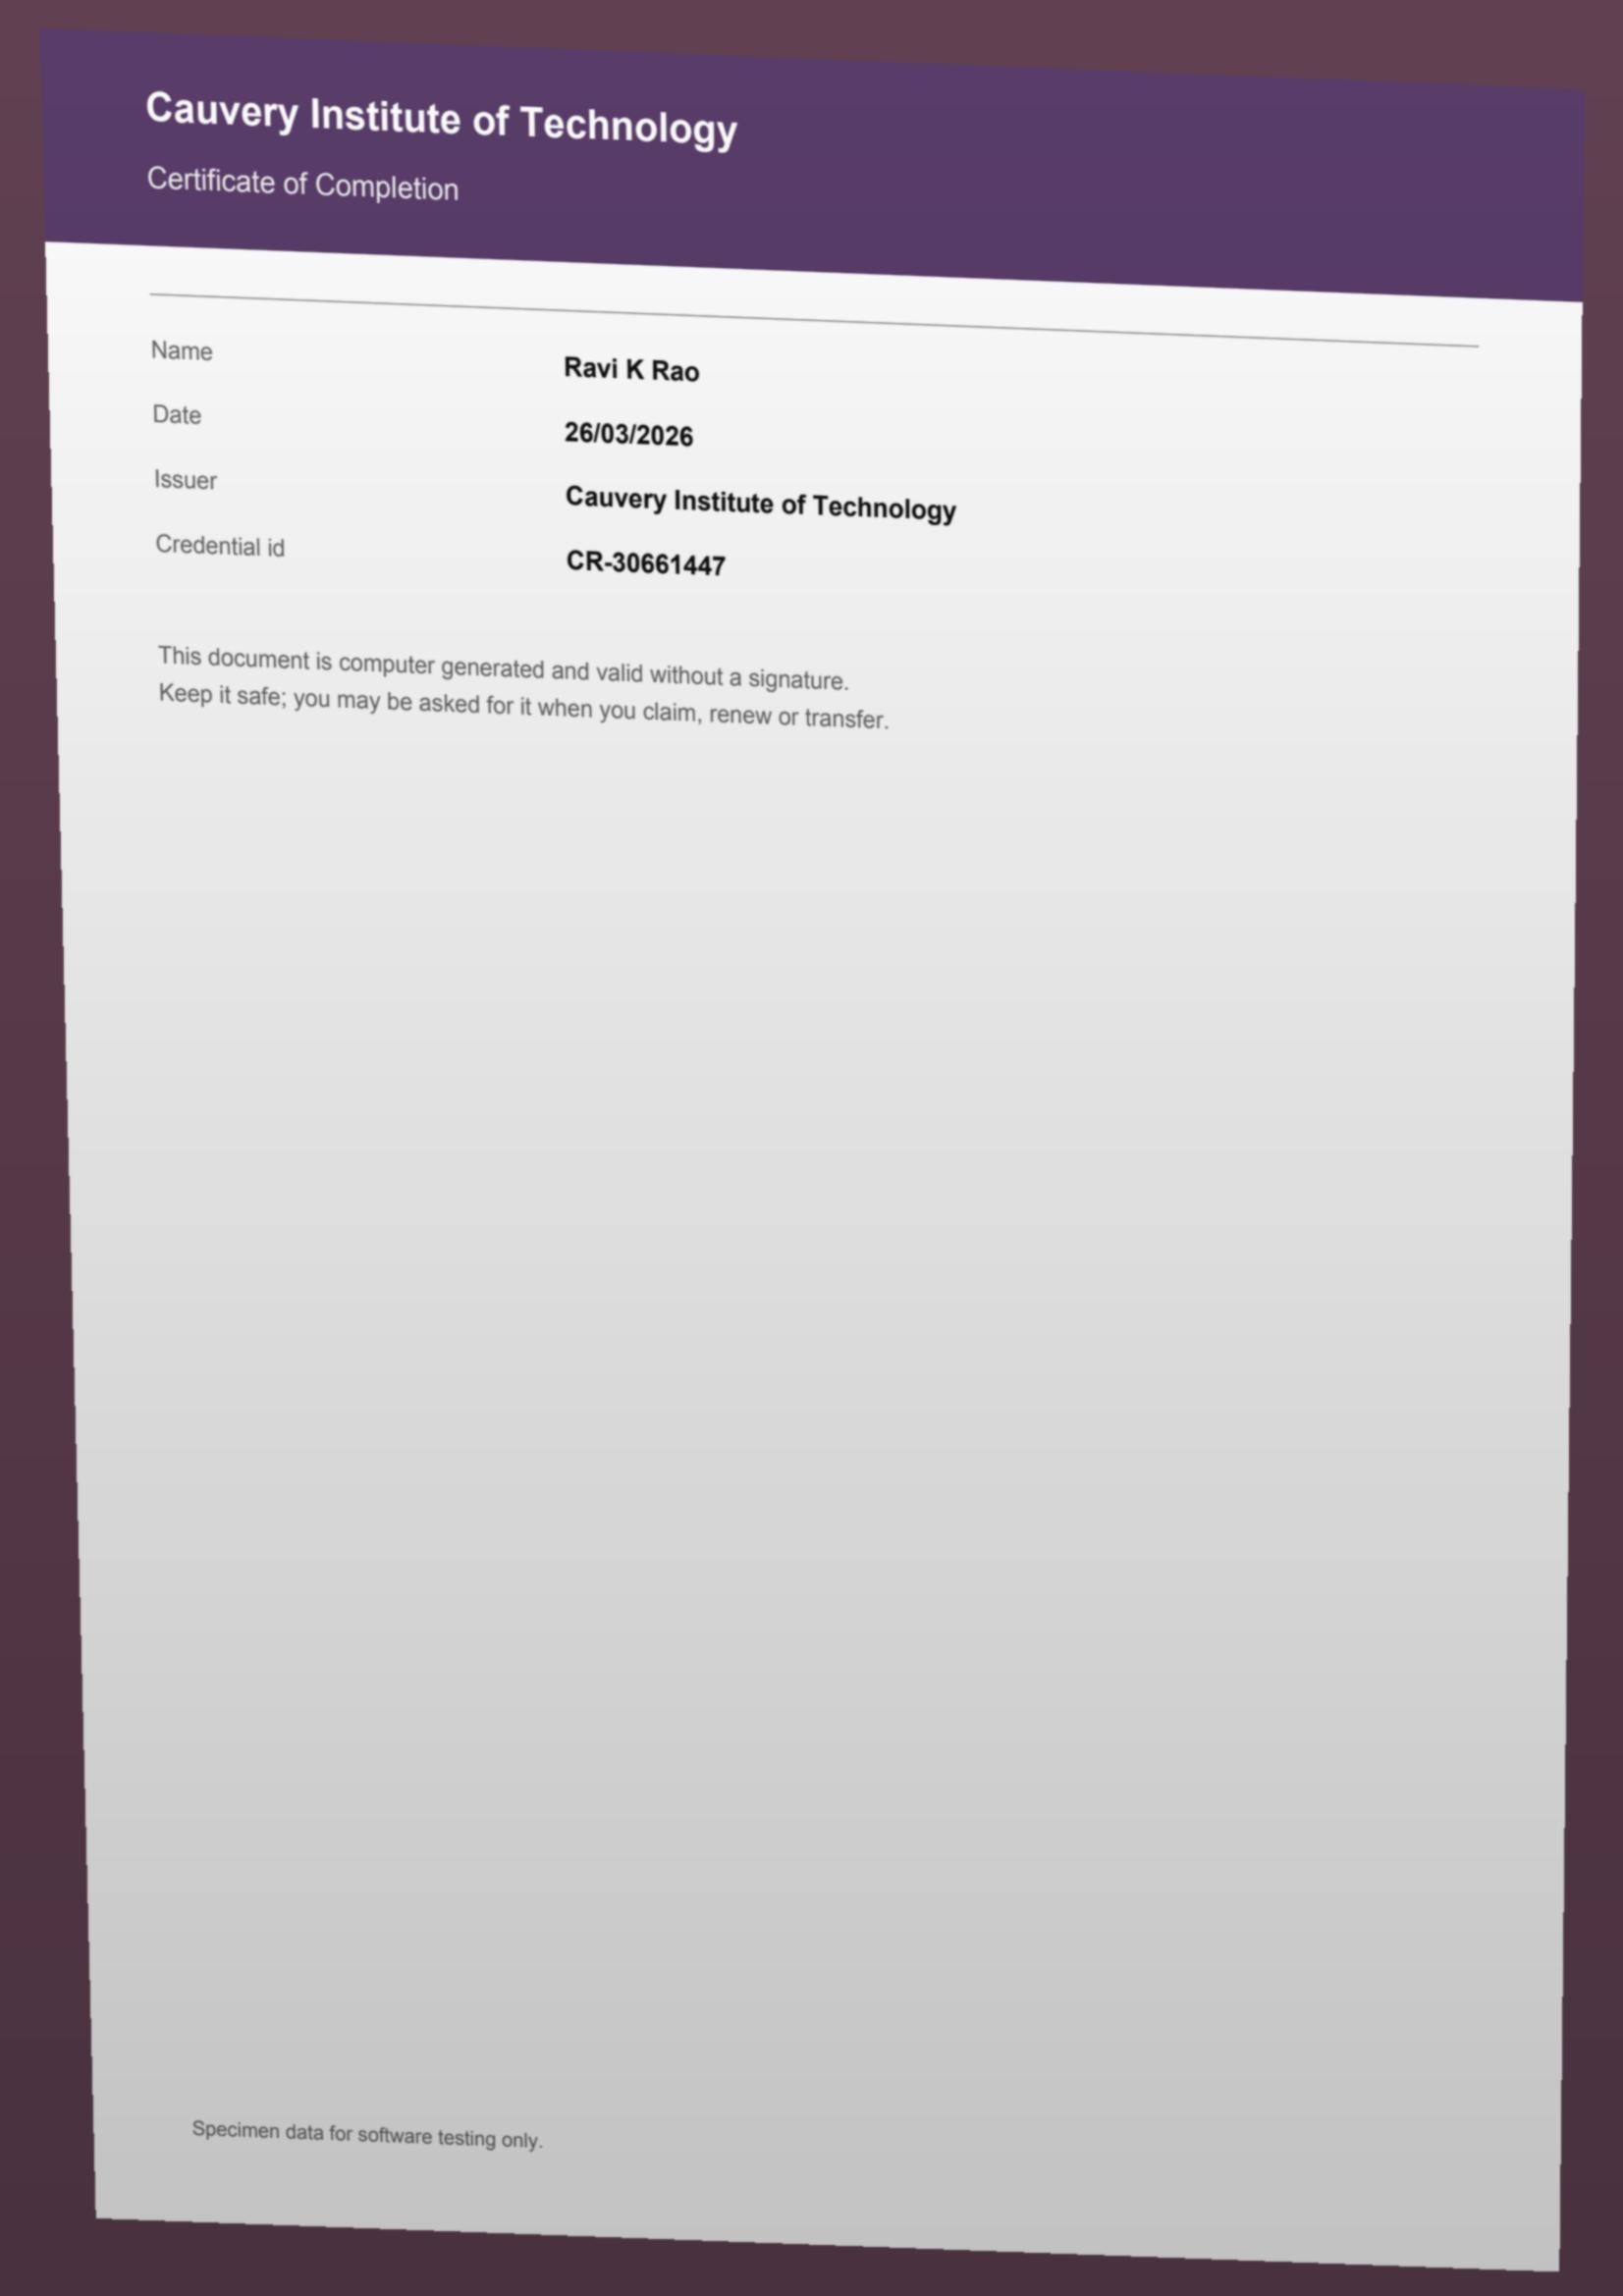 Cauvery Institute of Technology
Certificate of Completion
Name Ravi K Rao
Date 26/03/2026
Issuer Cauvery Institute of Technology
Credential id CR-30661447
This document is computer generated and valid without a signature.
Keep it safe; you may be asked for it when you claim, renew or transfer.
Specimen data for software testing only.